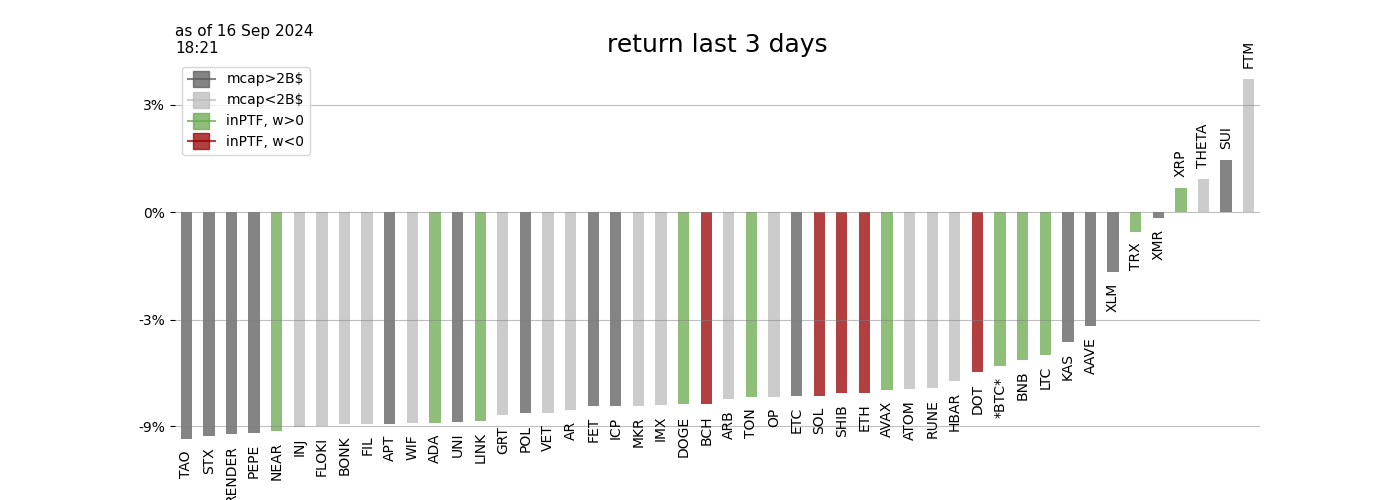 as of 16 Sep 2024
18:21
return last 3 days
mcap>2B$
mcap<2B$
inPTF, w>0
inPTF, w<0
3%
0%
-3%
-9%
TAO
STX
RENDER
PEPE
NEAR
INJ
FLOKI
BONK
FIL
APT
WIF
ADA
UNI
LINK
GRT
POL
VET
AR
FET
ICP
MKR
IMX
DOGE
BCH
ARB
TON
OP
ETC
SOL
SHIB
ETH
AVAX
ATOM
RUNE
HBAR
DOT
*BTC*
BNB
LTC
KAS
AAVE
XLM
TRX
XMR
XRP
THETA
SUI
FTM